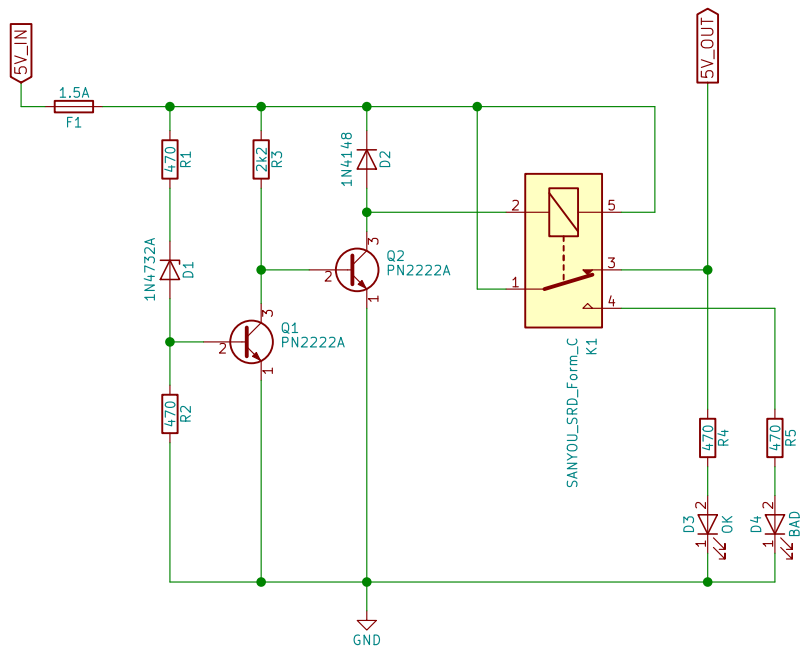 5V_IN
5V_OUT
1.5A
F1
470
R1
2k2
R3
1N4148
D2
2
5
3
Q2
PN2222A
2
1
1
3
4
1N4732A
D1
3
Q1
PN2222A
2
1
SANYOU_SRD_Form_C
K1
470
R2
470
R4
470
R5
2
D3
OK
1
2
D4
BAD
1
GND